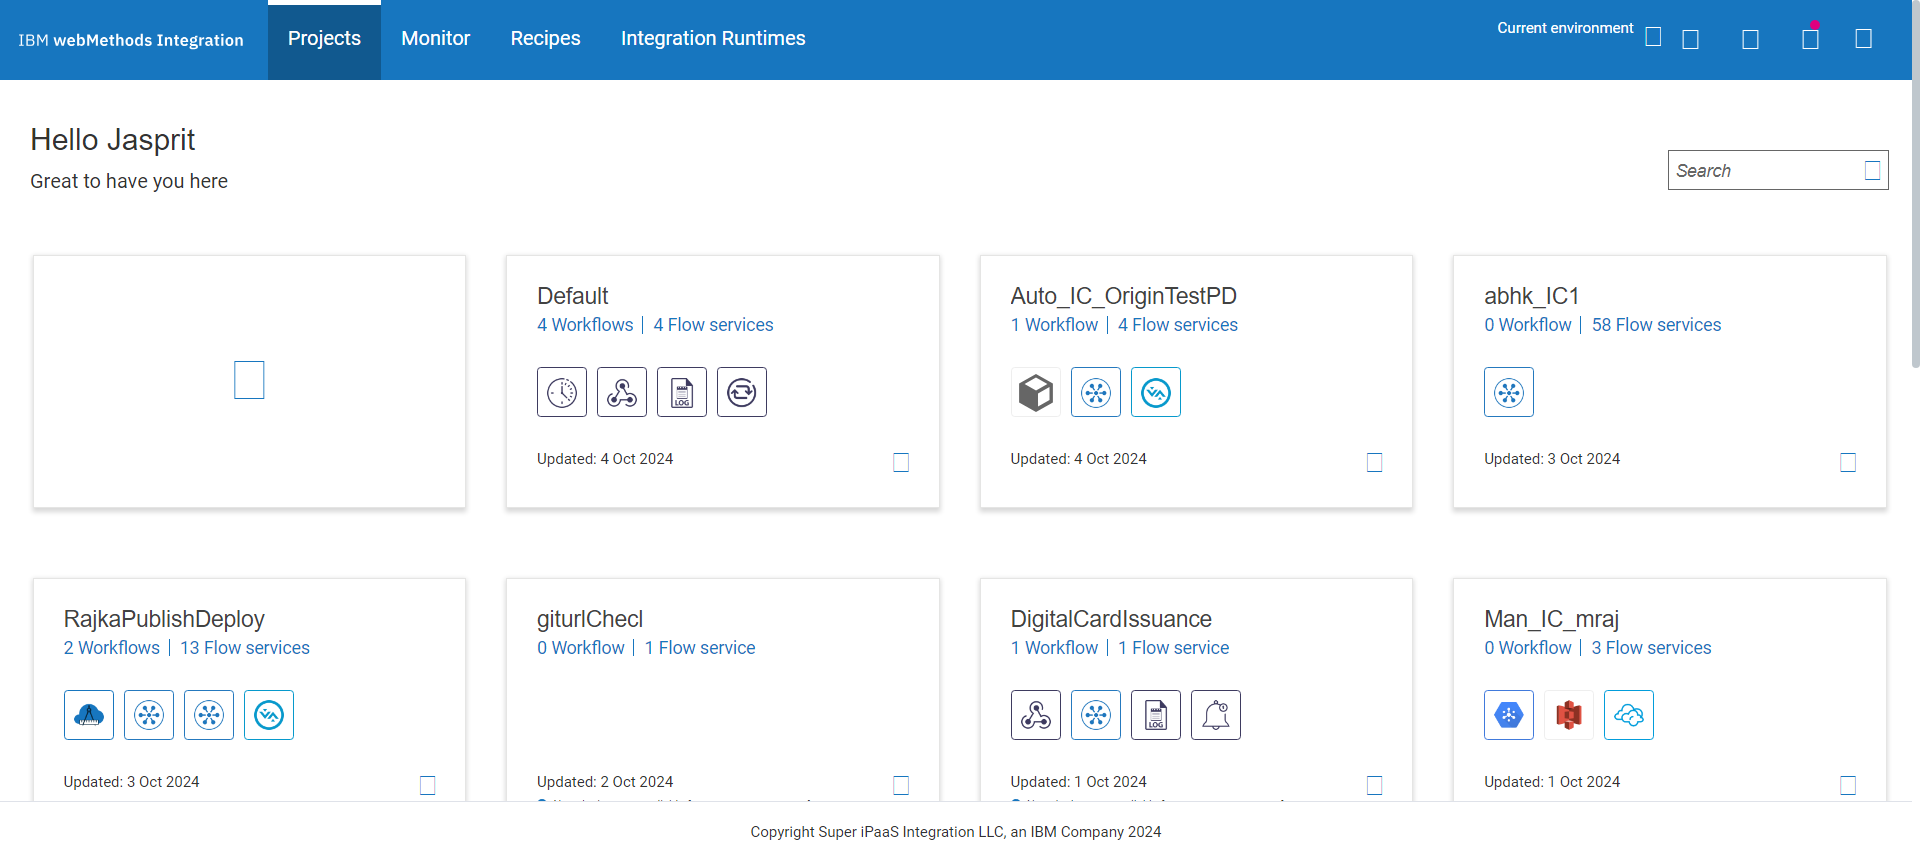 IBM webMethods Integration
Projects
Monitor
Recipes
Integration Runtimes
Current environment
Hello Jasprit
Great to have you here
Search
Default
4 Workflows | 4 Flow services
LOG
Updated: 4 Oct 2024
Auto_IC_OriginTestPD
1 Workflow | 4 Flow services
Updated: 4 Oct 2024
abhk_IC1
0 Workflow | 58 Flow services
Updated: 3 Oct 2024
RajkaPublishDeploy
2 Workflows | 13 Flow services
Updated: 3 Oct 2024
giturlChecl
0 Workflow | 1 Flow service
Updated: 2 Oct 2024
DigitalCardIssuance
1 Workflow | 1 Flow service
LOG
Updated: 1 Oct 2024
Man_IC_mraj
0 Workflow | 3 Flow services
Updated: 1 Oct 2024
Copyright Super iPaaS Integration LLC, an IBM Company 2024